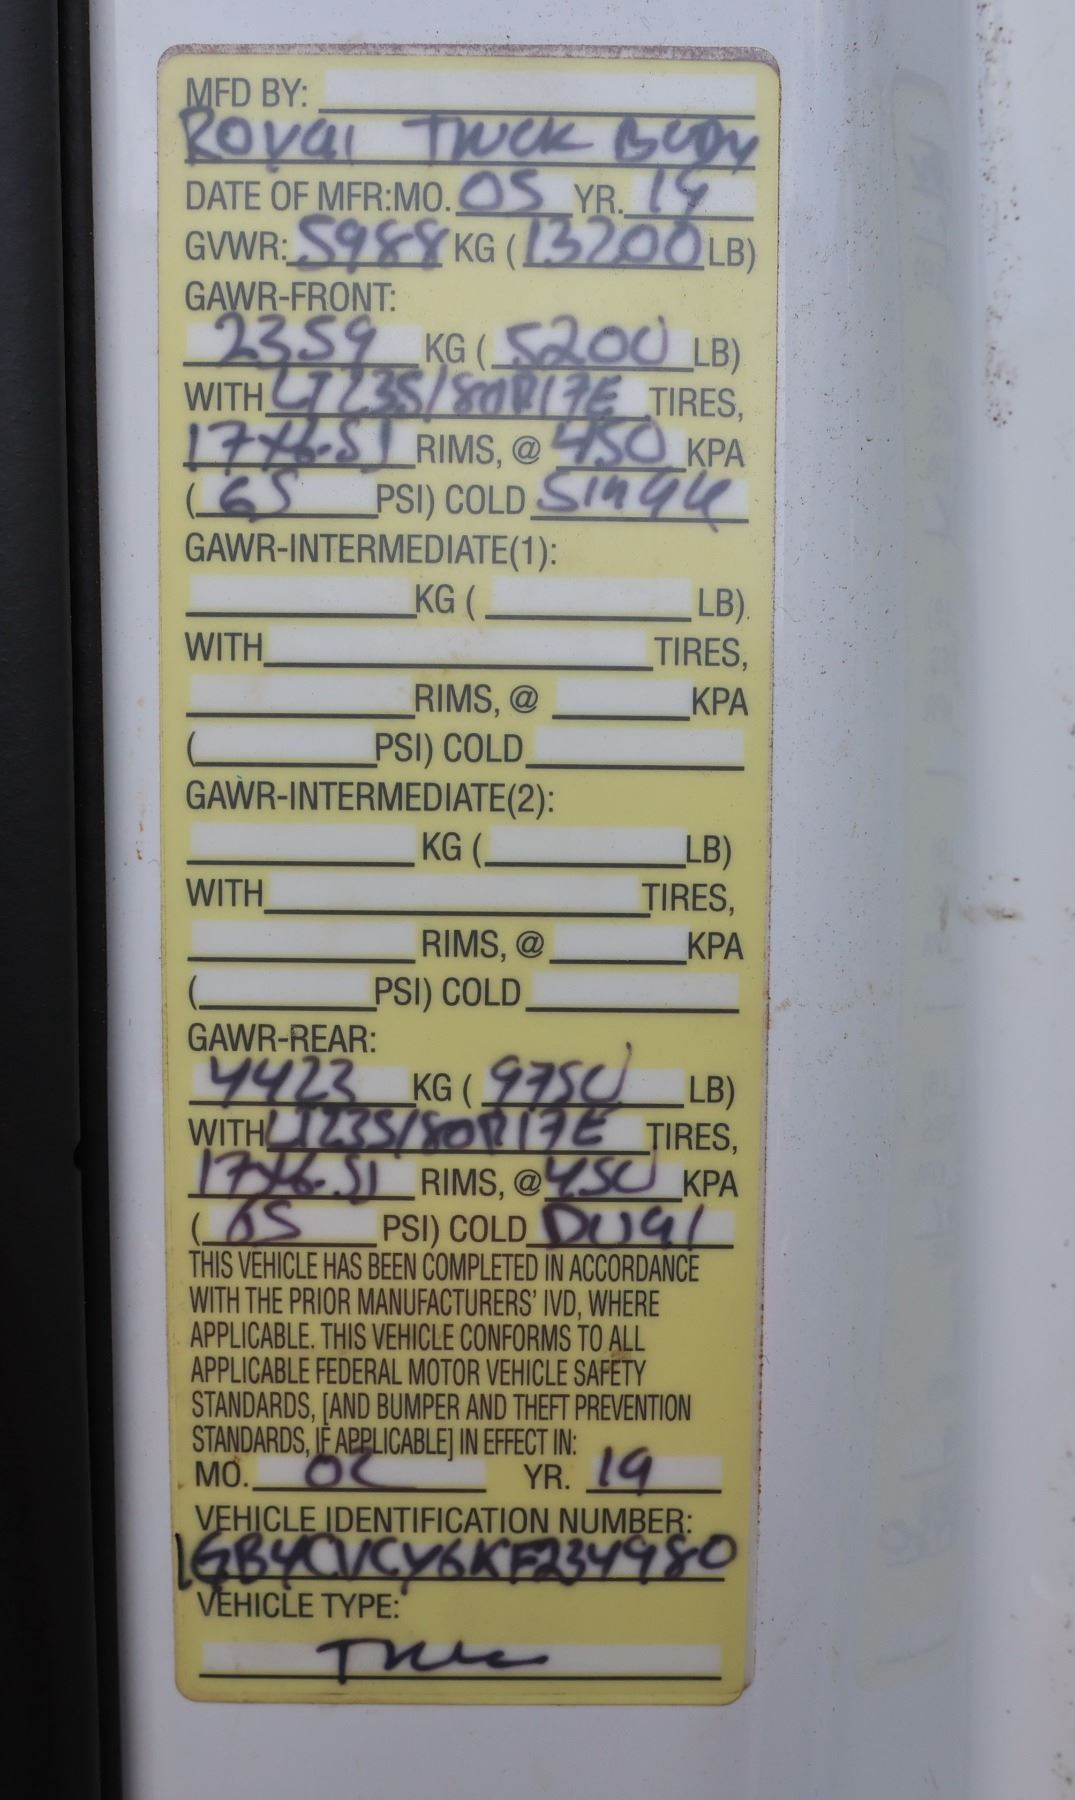 MFD BY:
Royal Truck Body
DATE OF MFR:MO. 05 YR. 19
GVWR: 5988 KG (13200 LB)
GAWR-FRONT:
2359 KG ( 5200 LB)
WITH LT235/80R17E TIRES,
17x6.5J RIMS, @ 450 KPA
( 65 PSI) COLD Single
GAWR-INTERMEDIATE(1):
KG ( LB)
WITH TIRES,
RIMS, @ KPA
( PSI) COLD
GAWR-INTERMEDIATE(2):
KG ( LB)
WITH TIRES,
RIMS, @ KPA
( PSI) COLD
GAWR-REAR:
4423 KG ( 9750 LB)
WITH LT235/80R17E TIRES,
17x6.5J RIMS, @ 450 KPA
( 65 PSI) COLD Dual
THIS VEHICLE HAS BEEN COMPLETED IN ACCORDANCE
WITH THE PRIOR MANUFACTURERS' IVD, WHERE
APPLICABLE. THIS VEHICLE CONFORMS TO ALL
APPLICABLE FEDERAL MOTOR VEHICLE SAFETY
STANDARDS, [AND BUMPER AND THEFT PREVENTION
STANDARDS, IF APPLICABLE] IN EFFECT IN:
MO. 02 YR. 19
VEHICLE IDENTIFICATION NUMBER:
1GB4CVCY6KF234980
VEHICLE TYPE:
Truck